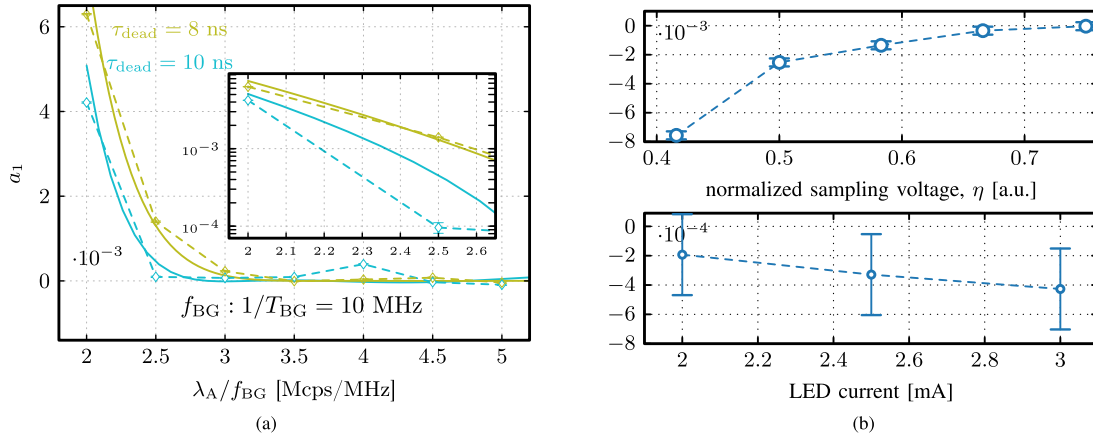 6
4
2
0
a₁
τdead = 8 ns
τdead = 10 ns
10⁻³
10⁻⁴
2 2.1 2.2 2.3 2.4 2.5 2.6
·10⁻³
fBG : 1/TBG = 10 MHz
2 2.5 3 3.5 4 4.5 5
λA/fBG [Mcps/MHz]
(a)
0
−2
−4
−6
−8
·10⁻³
0.4 0.5 0.6 0.7
normalized sampling voltage, η [a.u.]
0
−2
−4
−6
−8
·10⁻⁴
2 2.2 2.4 2.6 2.8 3
LED current [mA]
(b)